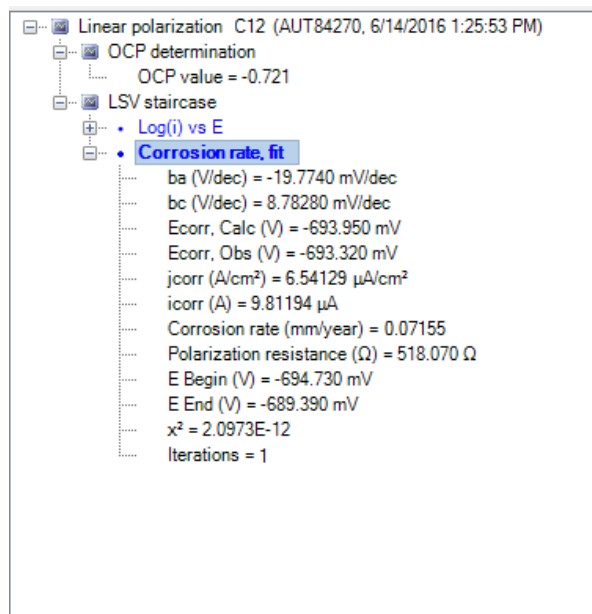 Linear polarization C12 (AUT84270, 6/14/2016 1:25:53 PM)
OCP determination
OCP value = -0.721
LSV staircase
Log(i) vs E
Corrosion rate, fit
ba (V/dec) = -19.7740 mV/dec
bc (V/dec) = 8.78280 mV/dec
Ecorr, Calc (V) = -693.950 mV
Ecorr, Obs (V) = -693.320 mV
jcorr (A/cm²) = 6.54129 µA/cm²
icorr (A) = 9.81194 µA
Corrosion rate (mm/year) = 0.07155
Polarization resistance (Ω) = 518.070 Ω
E Begin (V) = -694.730 mV
E End (V) = -689.390 mV
x² = 2.0973E-12
Iterations = 1